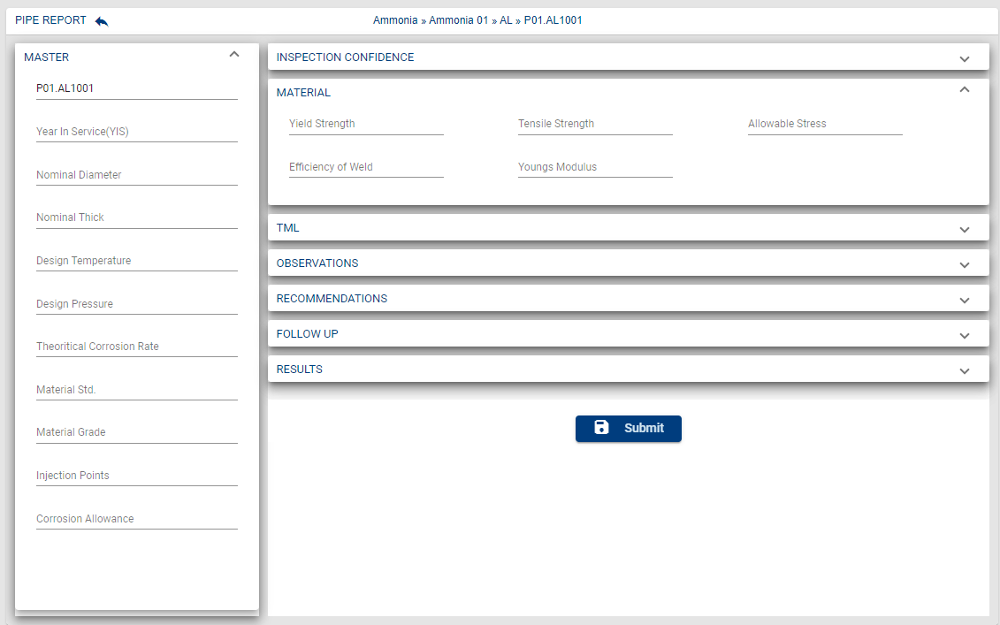 PIPE REPORT
Ammonia » Ammonia 01 » AL » P01.AL1001
MASTER
P01.AL1001
Year In Service(YIS)
Nominal Diameter
Nominal Thick
Design Temperature
Design Pressure
Theoritical Corrosion Rate
Material Std.
Material Grade
Injection Points
Corrosion Allowance
INSPECTION CONFIDENCE
MATERIAL
Yield Strength Tensile Strength Allowable Stress
Efficiency of Weld Youngs Modulus
TML
OBSERVATIONS
RECOMMENDATIONS
FOLLOW UP
RESULTS
Submit